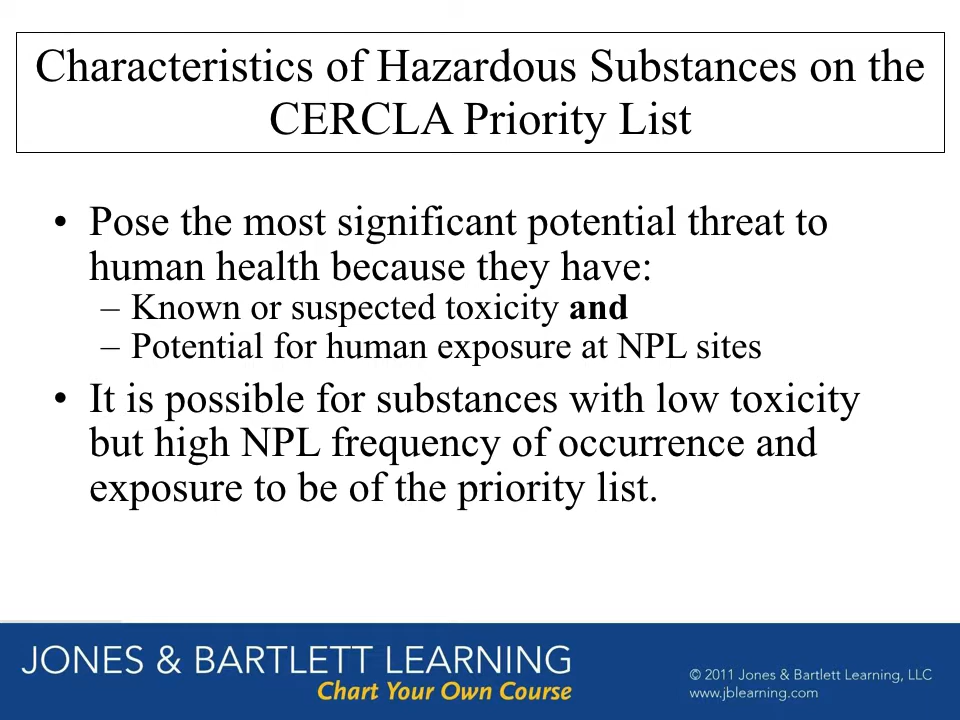 Characteristics of Hazardous Substances on the
CERCLA Priority List
• Pose the most significant potential threat to
human health because they have:
– Known or suspected toxicity and
– Potential for human exposure at NPL sites
• It is possible for substances with low toxicity
but high NPL frequency of occurrence and
exposure to be of the priority list.
JONES & BARTLETT LEARNING
Chart Your Own Course
© 2011 Jones & Bartlett Learning, LLC
www.jblearning.com